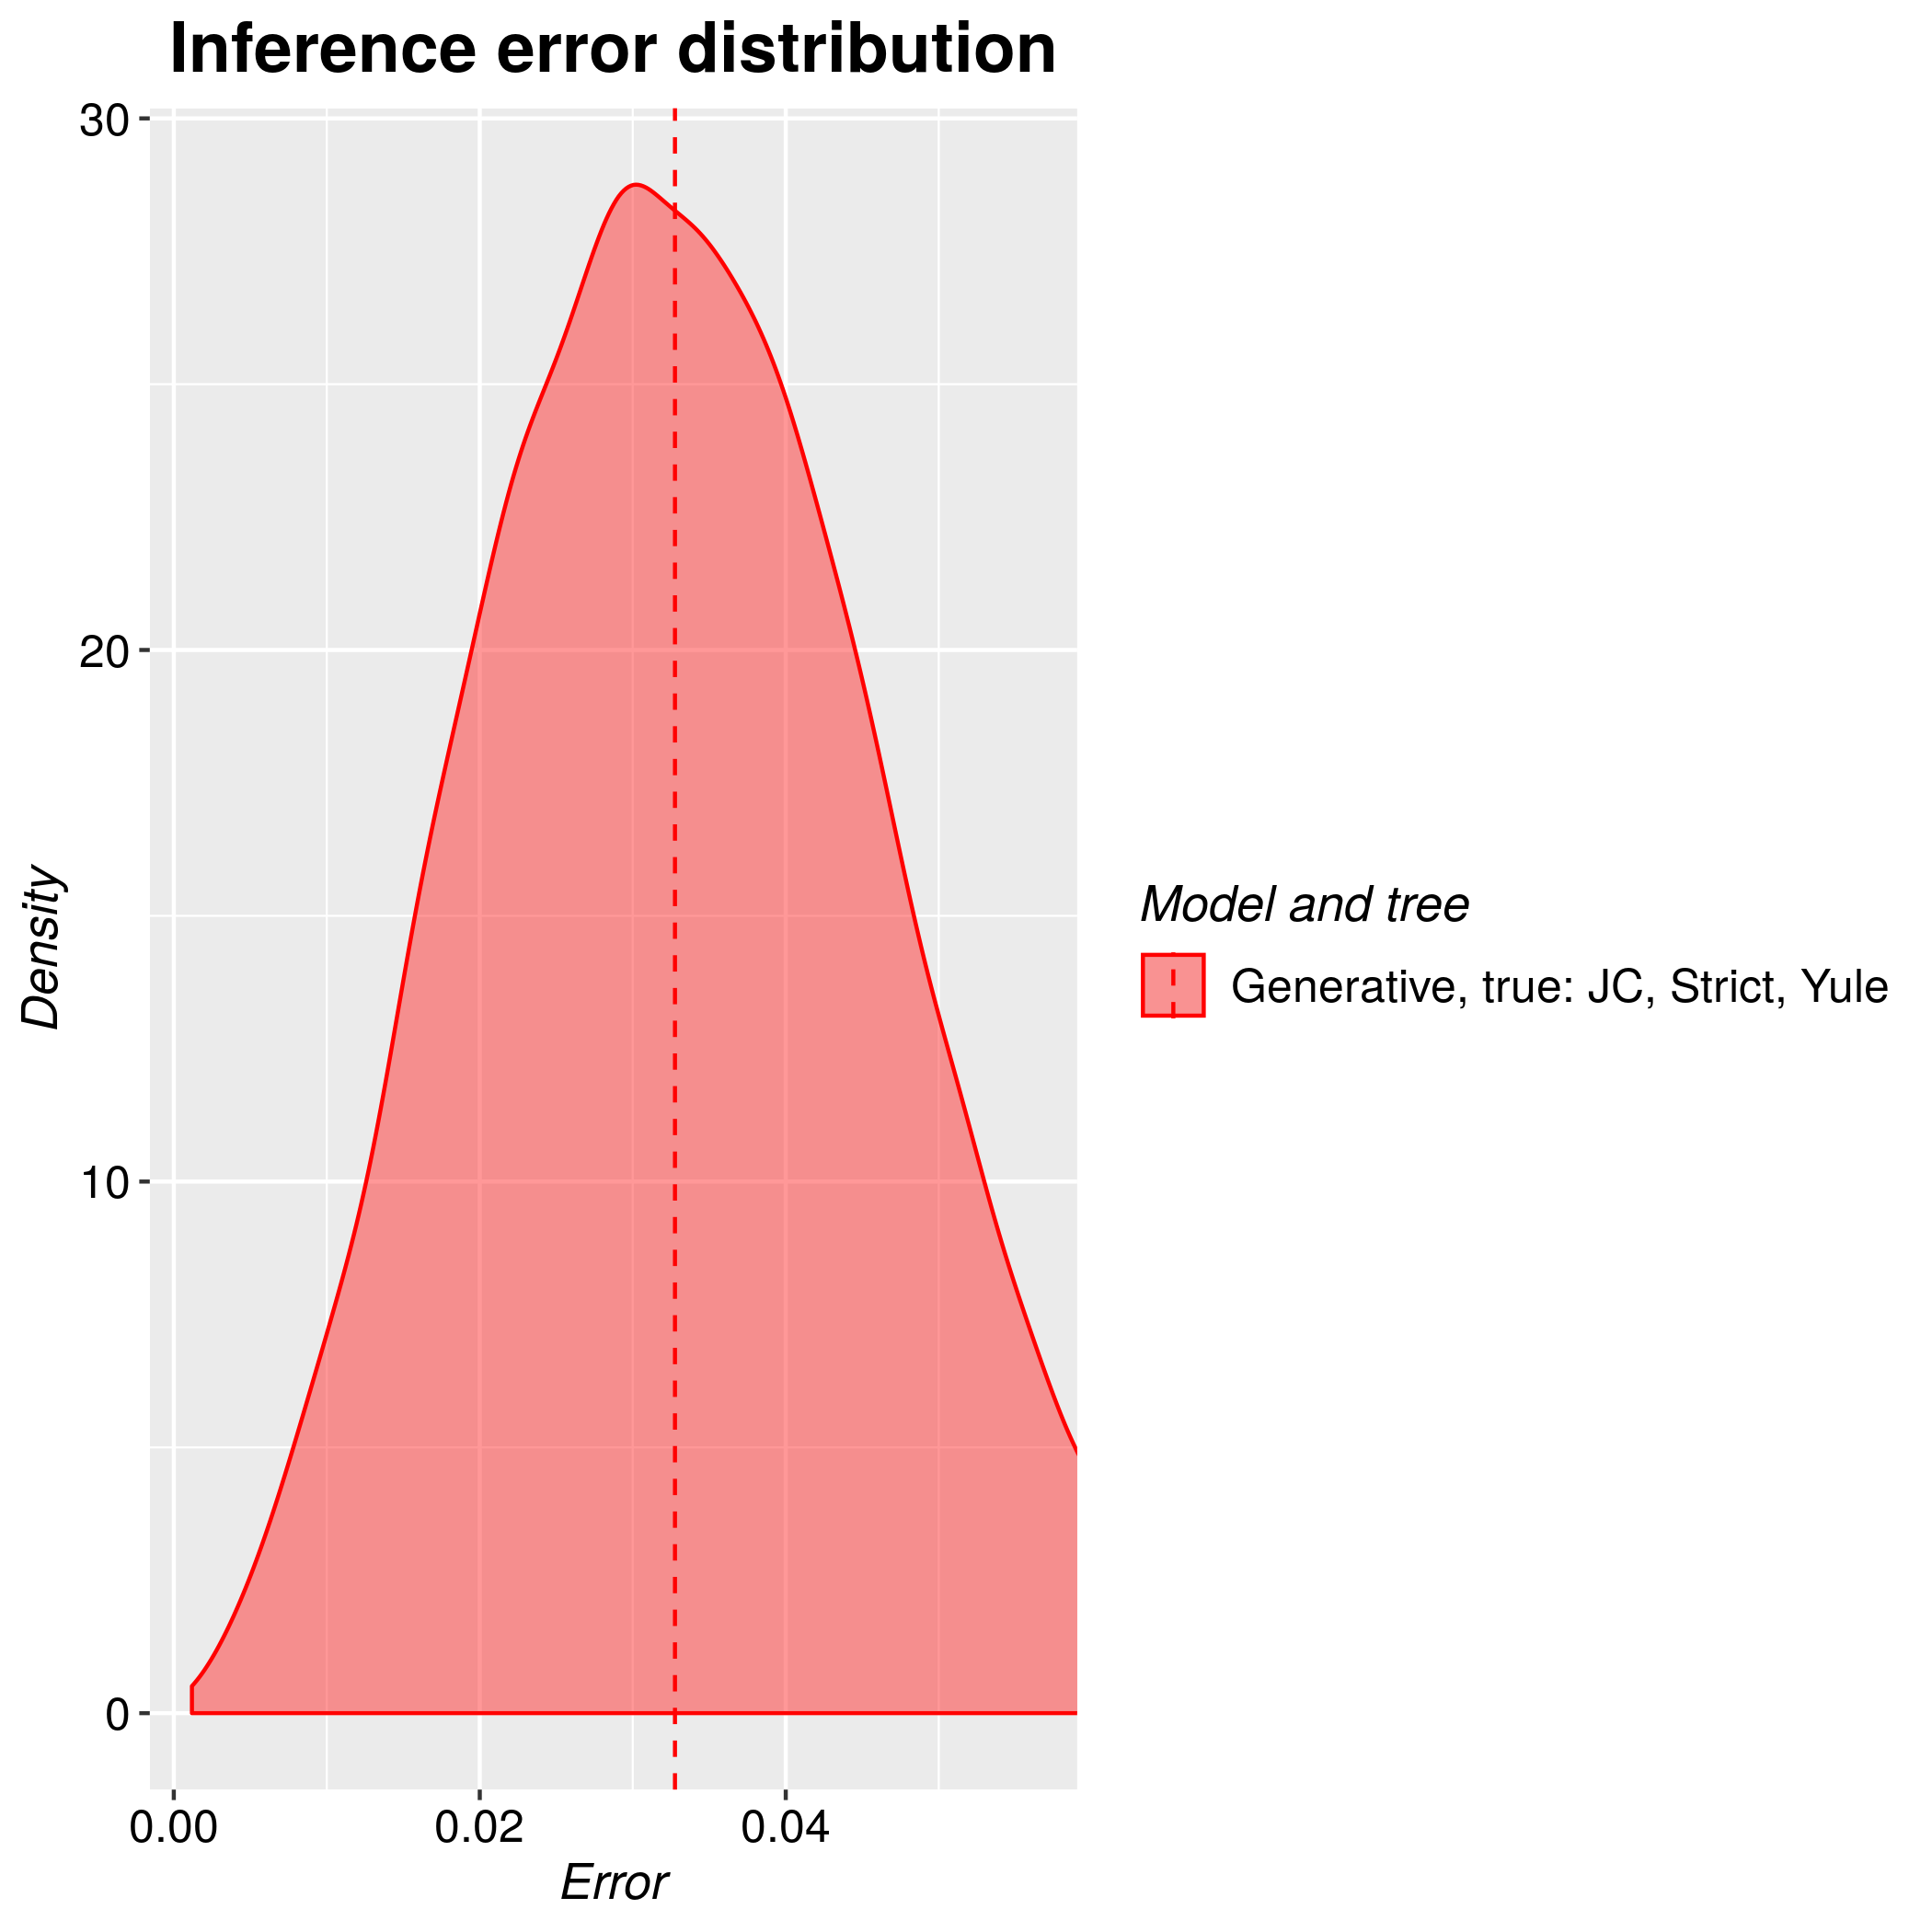 Inference error distribution
30
20
10
0
Density
0.00 0.02 0.04
Error
Model and tree
Generative, true: JC, Strict, Yule